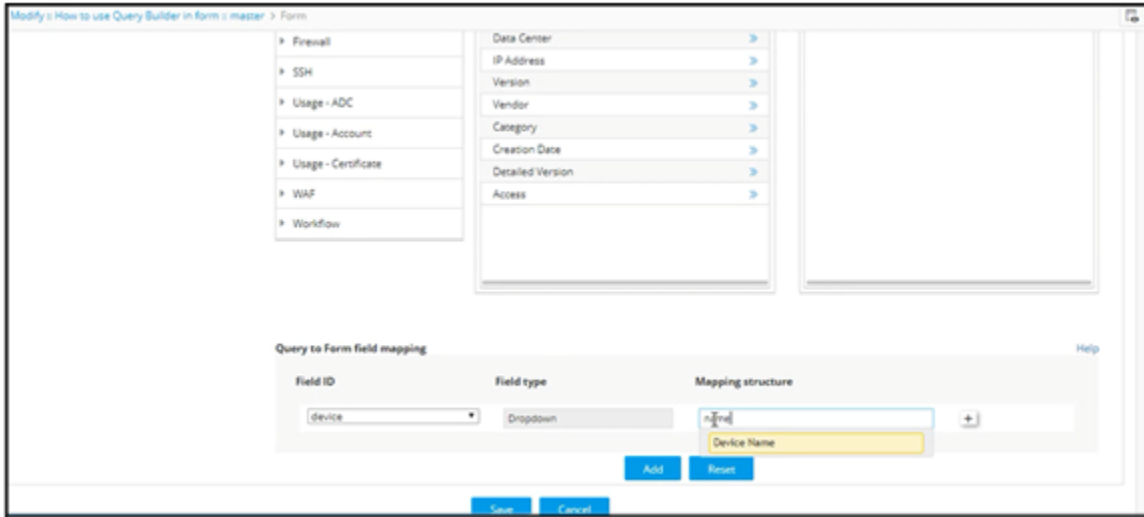 Modify :: How to use Query Builder in form :: master > Form
Firewall
SSH
Usage - ADC
Usage - Account
Usage - Certificate
WAF
Workflow
Data Center
IP Address
Version
Vendor
Category
Creation Date
Detailed Version
Access
Query to Form field mapping
Help
Field ID Field type Mapping structure
device Dropdown name +
Device Name
Add Reset
Save Cancel